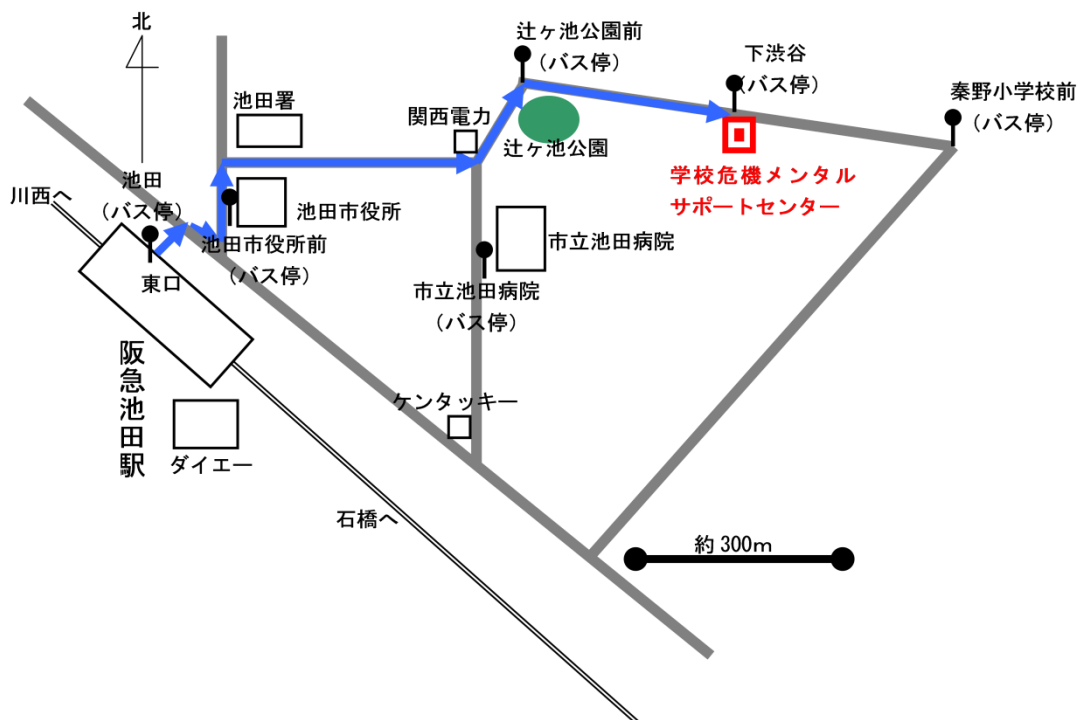 北
辻ヶ池公園前
（バス停）
下渋谷
（バス停）
秦野小学校前
（バス停）
池田署
関西電力
辻ヶ池公園
学校危機メンタル
サポートセンター
池田
（バス停）
川西へ
池田市役所
池田市役所前
（バス停）
東口
市立池田病院
市立池田病院
（バス停）
阪急池田駅
ケンタッキー
ダイエー
石橋へ
約300m